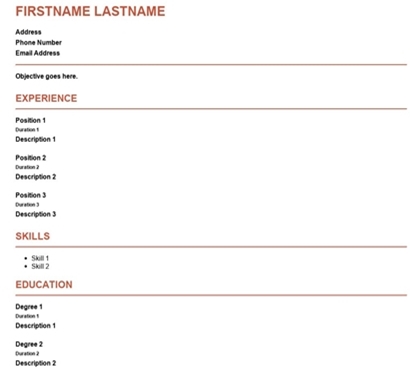 FIRSTNAME LASTNAME
Address
Phone Number
Email Address
Objective goes here.
EXPERIENCE
Position 1
Duration 1
Description 1
Position 2
Duration 2
Description 2
Position 3
Duration 3
Description 3
SKILLS
• Skill 1
• Skill 2
EDUCATION
Degree 1
Duration 1
Description 1
Degree 2
Duration 2
Description 2